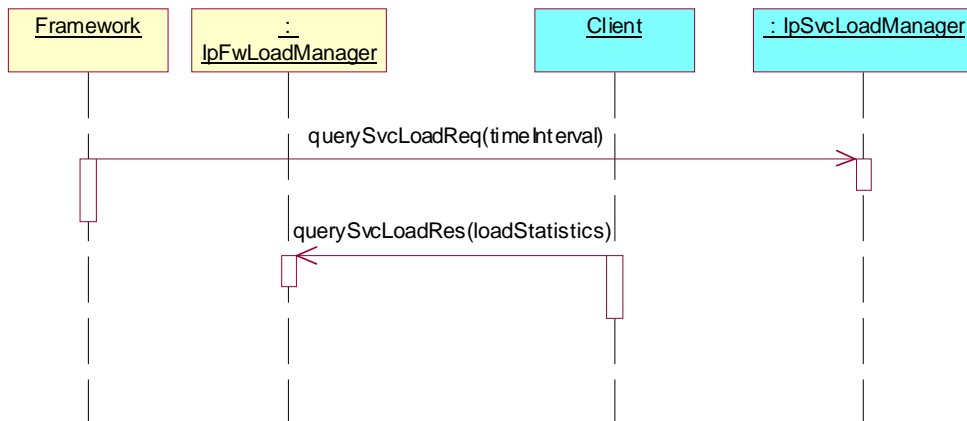 Framework
:
IpFwLoadManager
Client
: IpSvcLoadManager
querySvcLoadReq(timeInterval)
querySvcLoadRes(loadStatistics)